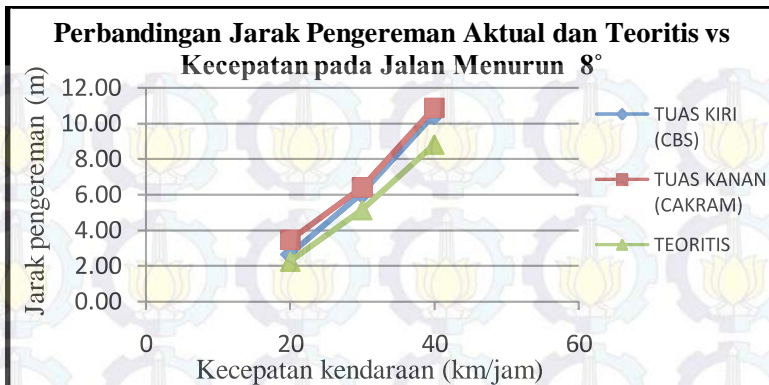 Perbandingan Jarak Pengereman Aktual dan Teoritis vs
Kecepatan pada Jalan Menurun 8°
Jarak pengereman (m)
12.00
10.00
8.00
6.00
4.00
2.00
0.00
0
20
40
60
Kecepatan kendaraan (km/jam)
TUAS KIRI
(CBS)
TUAS KANAN
(CAKRAM)
TEORITIS